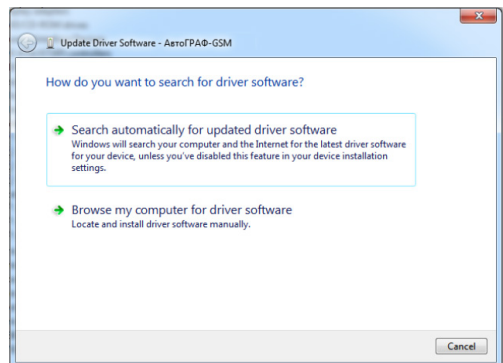 Update Driver Software - АвтоГРАФ-GSM
How do you want to search for driver software?
Search automatically for updated driver software
Windows will search your computer and the Internet for the latest driver software
for your device, unless you've disabled this feature in your device installation
settings.
Browse my computer for driver software
Locate and install driver software manually.
Cancel